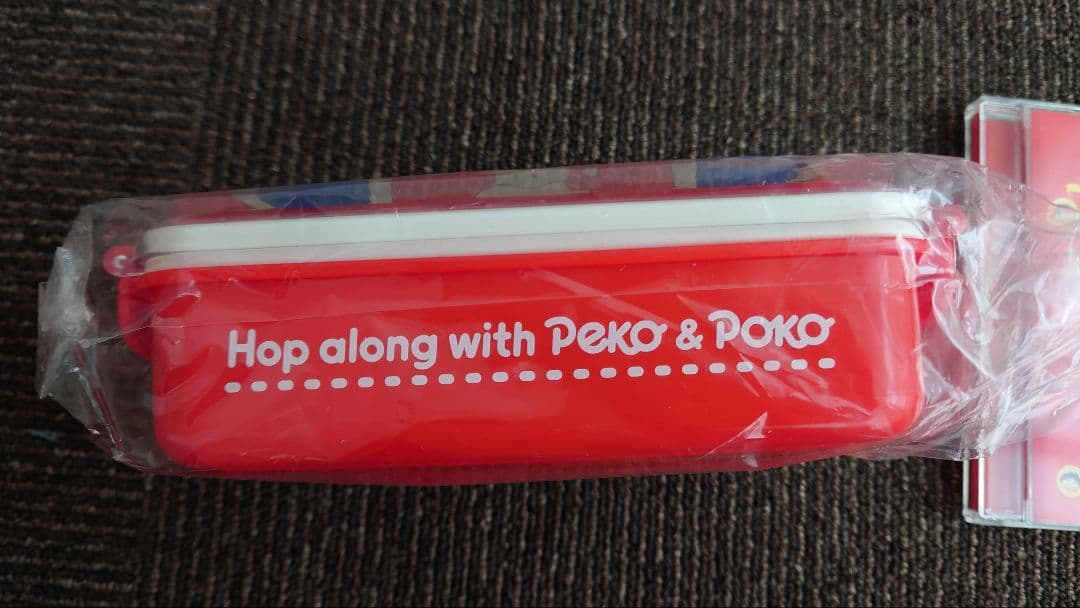 Hop along with Peko & Poko